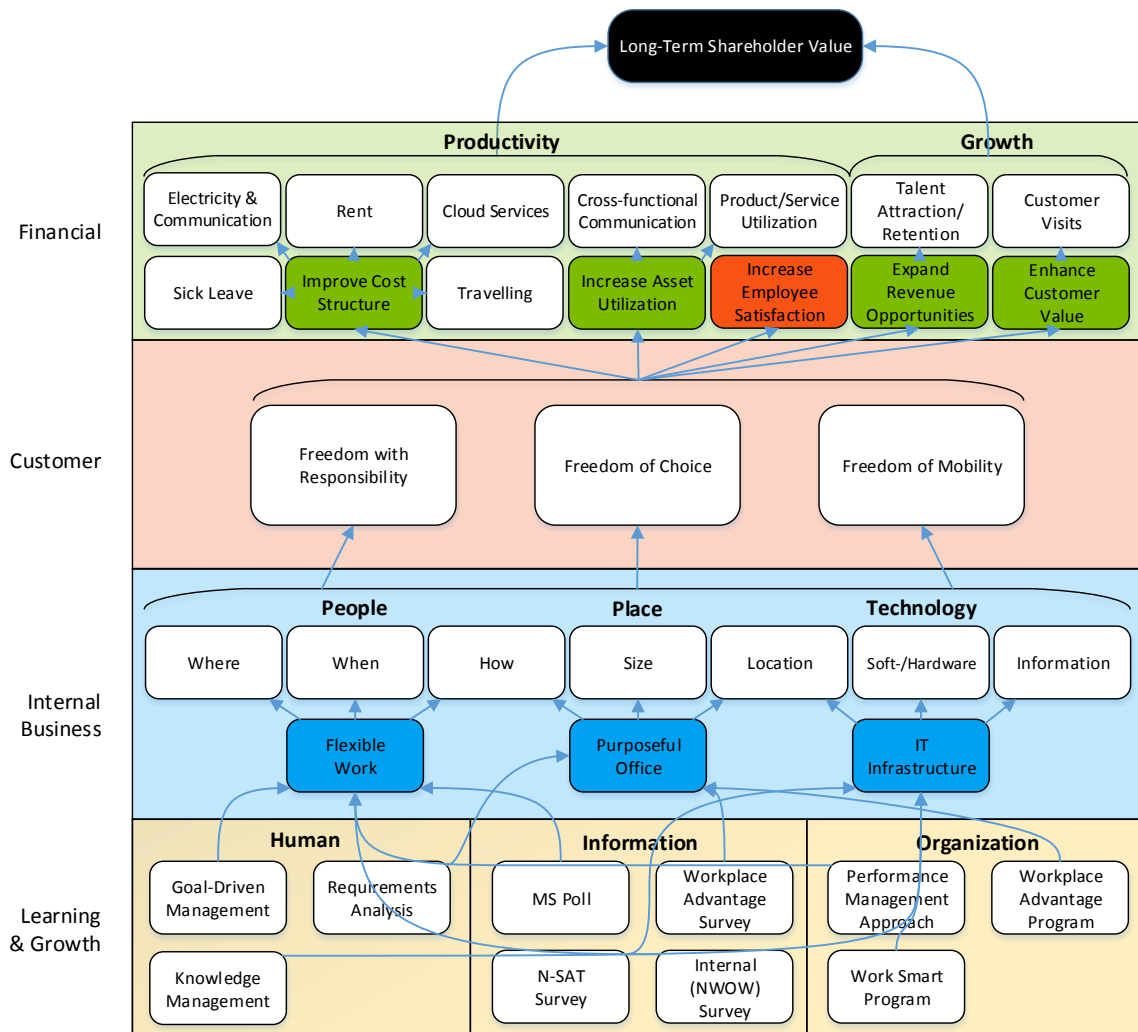 Long-Term Shareholder Value
Financial
Productivity
Growth
Electricity &
Communication
Rent
Cloud Services
Cross-functional
Communication
Product/Service
Utilization
Talent
Attraction/
Retention
Customer
Visits
Sick Leave
Improve Cost
Structure
Travelling
Increase Asset
Utilization
Increase
Employee
Satisfaction
Expand
Revenue
Opportunities
Enhance
Customer
Value
Customer
Freedom with
Responsibility
Freedom of Choice
Freedom of Mobility
Internal
Business
People
Place
Technology
Where
When
How
Size
Location
Soft-/Hardware
Information
Flexible
Work
Purposeful
Office
IT
Infrastructure
Learning
& Growth
Human
Information
Organization
Goal-Driven
Management
Requirements
Analysis
MS Poll
Workplace
Advantage
Survey
Performance
Management
Approach
Workplace
Advantage
Program
Knowledge
Management
N-SAT
Survey
Internal
(NWOW)
Survey
Work Smart
Program